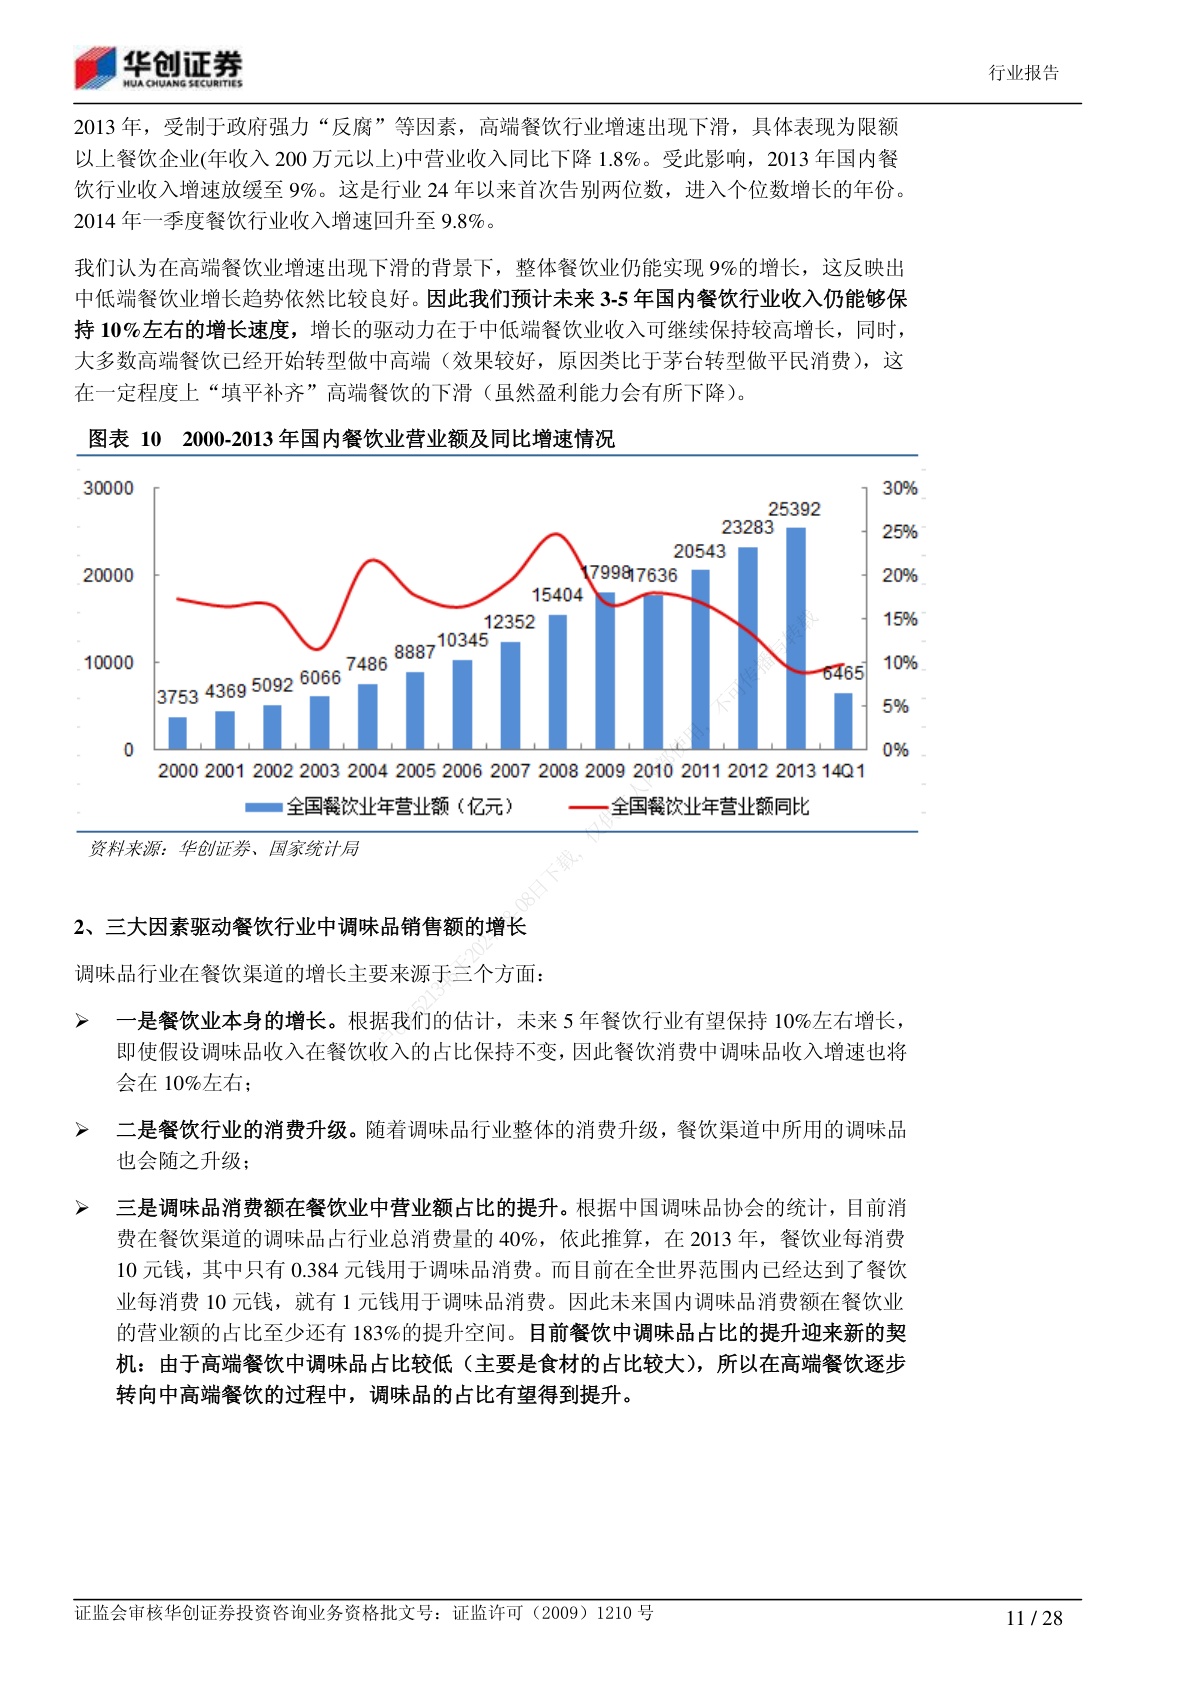 华创证券
HUA CHUANG SECURITIES
行业报告
2013 年，受制于政府强力“反腐”等因素，高端餐饮行业增速出现下滑，具体表现为限额
以上餐饮企业(年收入 200 万元以上)中营业收入同比下降 1.8%。受此影响，2013 年国内餐
饮行业收入增速放缓至 9%。这是行业 24 年以来首次告别两位数，进入个位数增长的年份。
2014 年一季度餐饮行业收入增速回升至 9.8%。
我们认为在高端餐饮业增速出现下滑的背景下，整体餐饮业仍能实现 9%的增长，这反映出
中低端餐饮业增长趋势依然比较良好。因此我们预计未来 3-5 年国内餐饮行业收入仍能够保
持 10%左右的增长速度，增长的驱动力在于中低端餐饮业收入可继续保持较高增长，同时，
大多数高端餐饮已经开始转型做中高端（效果较好，原因类比于茅台转型做平民消费），这
在一定程度上“填平补齐”高端餐饮的下滑（虽然盈利能力会有所下降）。
图表 10 2000-2013 年国内餐饮业营业额及同比增速情况
30000
20000
10000
0
30%
25%
20%
15%
10%
5%
0%
3753 4369 5092 6066 7486 8887 10345 12352 15404 17998 17636 20543 23283 25392 6465
2000 2001 2002 2003 2004 2005 2006 2007 2008 2009 2010 2011 2012 2013 14Q1
全国餐饮业年营业额（亿元） 全国餐饮业年营业额同比
资料来源：华创证券、国家统计局
2、三大因素驱动餐饮行业中调味品销售额的增长
调味品行业在餐饮渠道的增长主要来源于三个方面：
➢ 一是餐饮业本身的增长。根据我们的估计，未来 5 年餐饮行业有望保持 10%左右增长，
即使假设调味品收入在餐饮收入的占比保持不变，因此餐饮消费中调味品收入增速也将
会在 10%左右；
➢ 二是餐饮行业的消费升级。随着调味品行业整体的消费升级，餐饮渠道中所用的调味品
也会随之升级；
➢ 三是调味品消费额在餐饮业中营业额占比的提升。根据中国调味品协会的统计，目前消
费在餐饮渠道的调味品占行业总消费量的 40%，依此推算，在 2013 年，餐饮业每消费
10 元钱，其中只有 0.384 元钱用于调味品消费。而目前在全世界范围内已经达到了餐饮
业每消费 10 元钱，就有 1 元钱用于调味品消费。因此未来国内调味品消费额在餐饮业
的营业额的占比至少还有 183%的提升空间。目前餐饮中调味品占比的提升迎来新的契
机：由于高端餐饮中调味品占比较低（主要是食材的占比较大），所以在高端餐饮逐步
转向中高端餐饮的过程中，调味品的占比有望得到提升。
证监会审核华创证券投资咨询业务资格批文号：证监许可（2009）1210 号
11 / 28